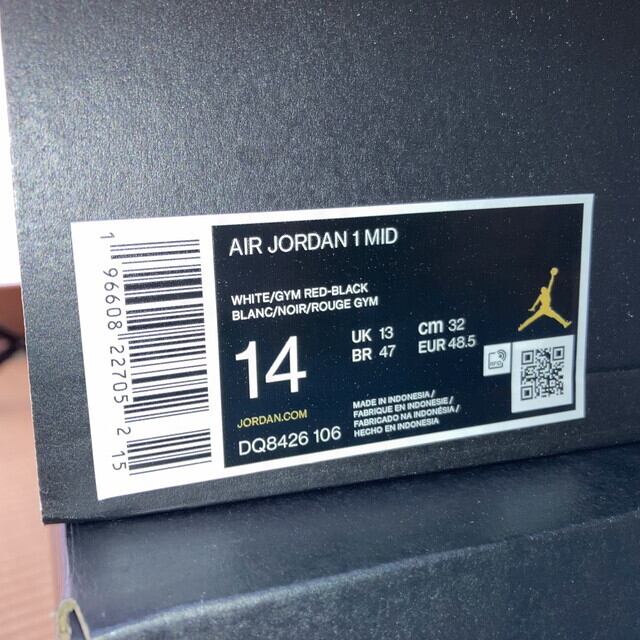 AIR JORDAN 1 MID
WHITE/GYM RED-BLACK
BLANC/NOIR/ROUGE GYM
14
UK 13
BR 47
cm 32
EUR 48.5
JORDAN.COM
DQ8426 106
MADE IN INDONESIA/
FABRIQUE EN INDONESIE/
FABRICADO NA INDONÉSIA/
HECHO EN INDONESIA
1 96608 22705 2 15